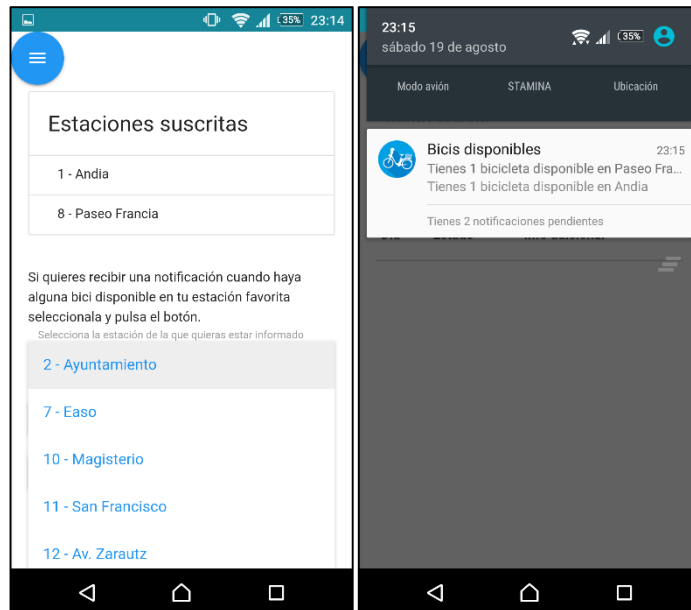 35% 23:14
Estaciones suscritas
1 - Andia
8 - Paseo Francia
Si quieres recibir una notificación cuando haya
alguna bici disponible en tu estación favorita
seleccionala y pulsa el botón.
Selecciona la estación de la que quieras estar informado
2 - Ayuntamiento
7 - Easo
10 - Magisterio
11 - San Francisco
12 - Av. Zarautz
23:15
sábado 19 de agosto
35%
Modo avión STAMINA Ubicación
Bicis disponibles 23:15
Tienes 1 bicicleta disponible en Paseo Fra...
Tienes 1 bicicleta disponible en Andia
Tienes 2 notificaciones pendientes